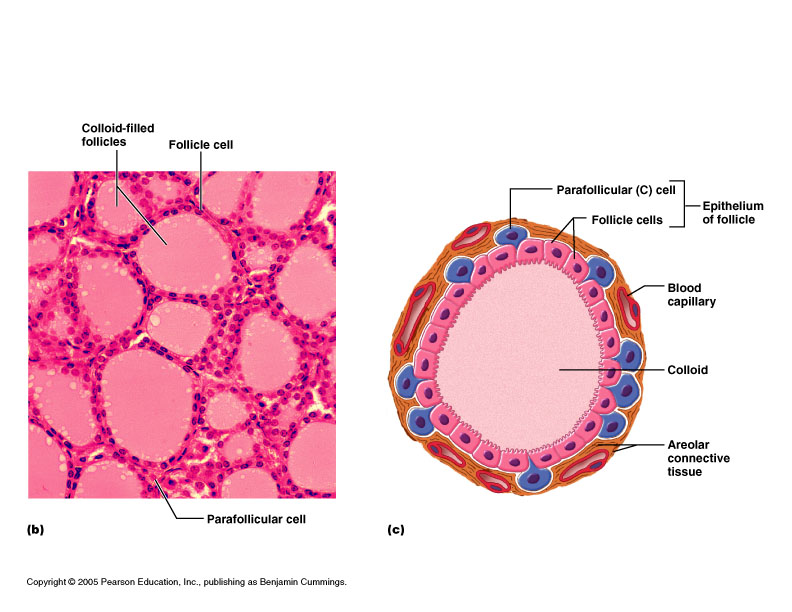 Colloid-filled
follicles
Follicle cell
Parafollicular cell
(b)
Parafollicular (C) cell
Follicle cells
Epithelium
of follicle
Blood
capillary
Colloid
Areolar
connective
tissue
(c)
Copyright © 2005 Pearson Education, Inc., publishing as Benjamin Cummings.